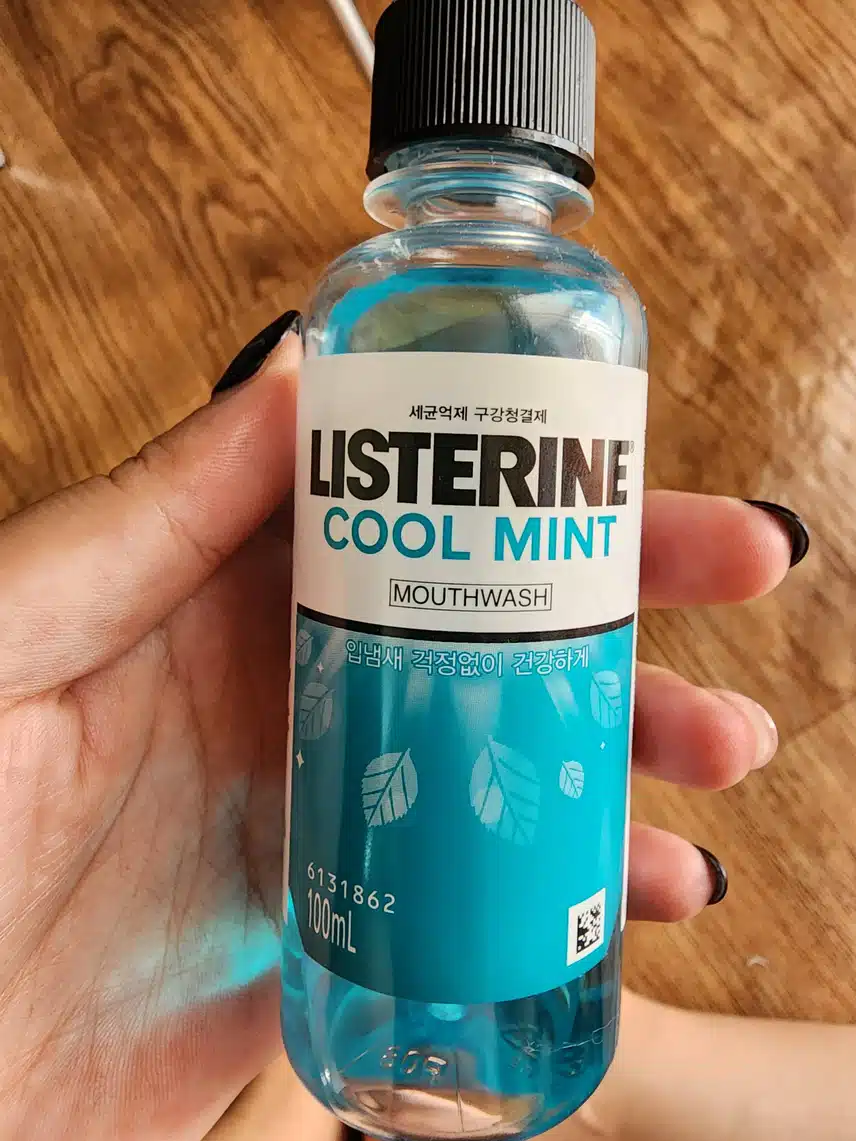 세균억제 구강청결제
LISTERINE®
COOL MINT
MOUTHWASH
입냄새 걱정없이 건강하게
6131862
100mL